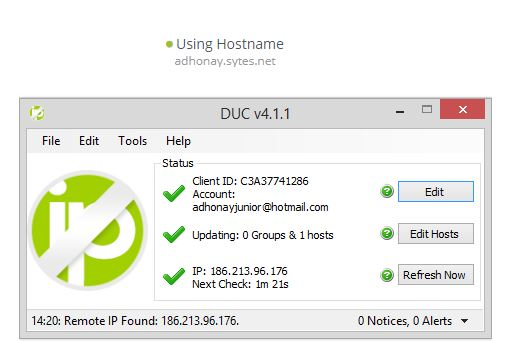 Using Hostname
adhonay.sytes.net
DUC v4.1.1
File Edit Tools Help
Status
Client ID: C3A37741286
Account:
adhonayjunior@hotmail.com
Edit
Updating: 0 Groups & 1 hosts
Edit Hosts
IP: 186.213.96.176
Next Check: 1m 21s
Refresh Now
ip
14:20: Remote IP Found: 186.213.96.176.
0 Notices, 0 Alerts